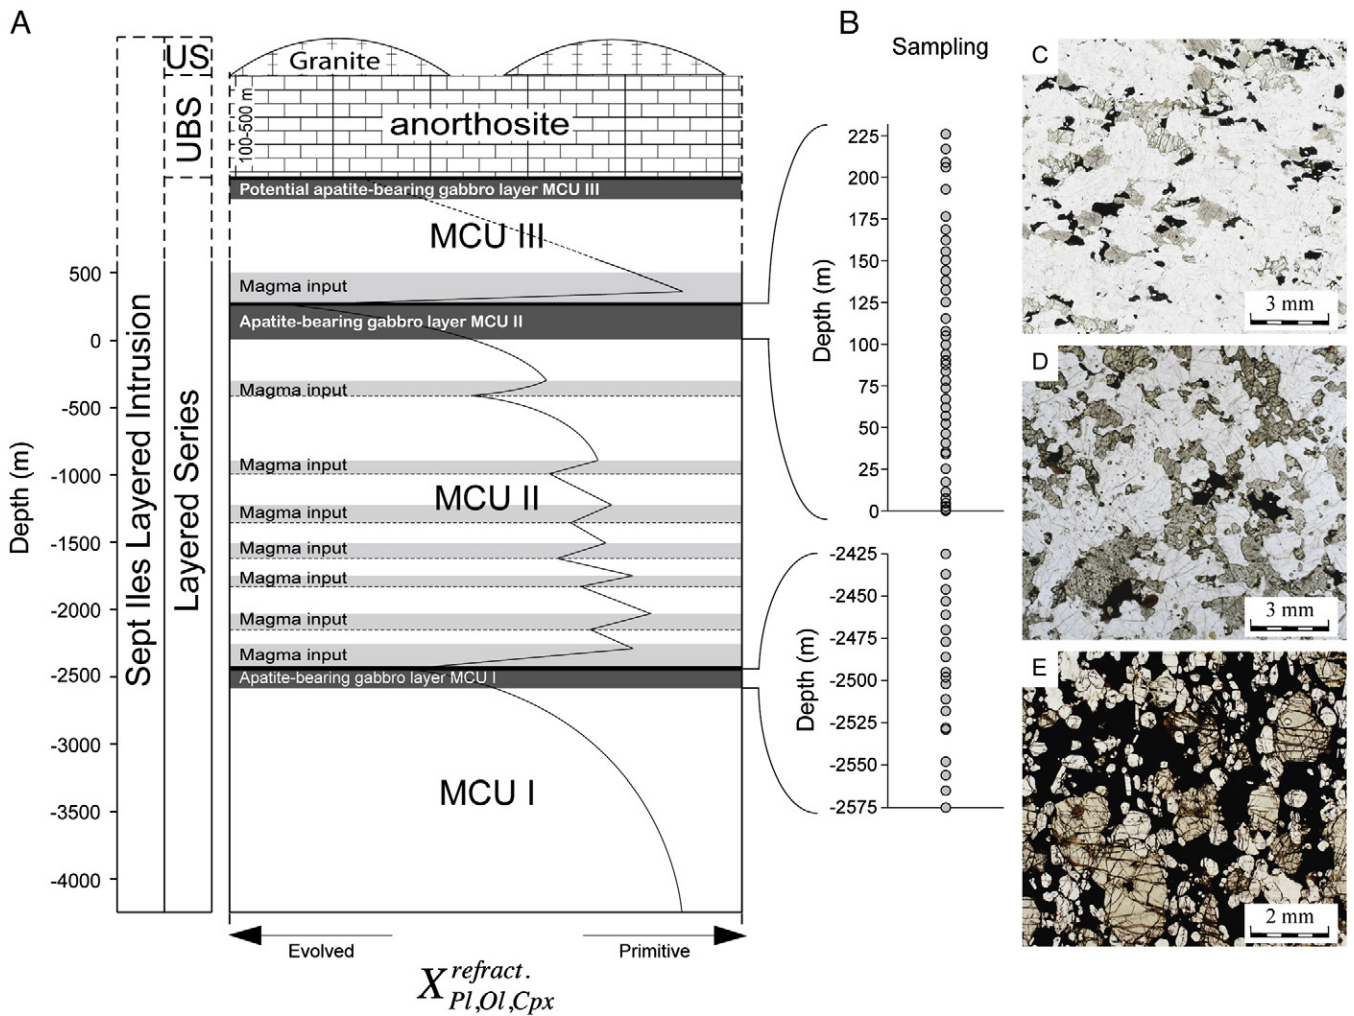 A
US
UBS
Granite
100-500 m
anorthosite
Potential apatite-bearing gabbro layer MCU III
MCU III
Magma input
Apatite-bearing gabbro layer MCU II
Magma input
Magma input
MCU II
Magma input
Magma input
Magma input
Magma input
Magma input
Apatite-bearing gabbro layer MCU I
MCU I
Sept Iles Layered Intrusion
Layered Series
Depth (m)
500
0
-500
-1000
-1500
-2000
-2500
-3000
-3500
-4000
Evolved
Primitive
X refract. Pl,Ol,Cpx
B
Sampling
Depth (m)
225
200
175
150
125
100
75
50
25
0
Depth (m)
-2425
-2450
-2475
-2500
-2525
-2550
-2575
C
3 mm
D
3 mm
E
2 mm